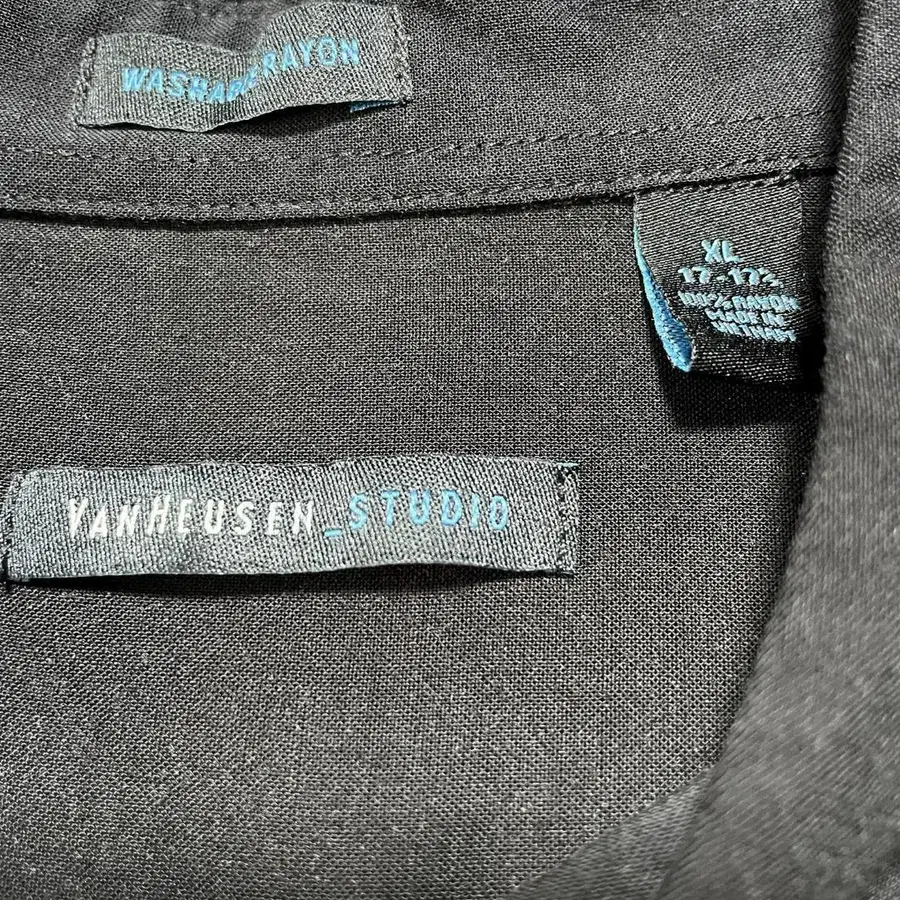 WASHABLE RAYON
XL
17-17½
100% RAYON
MADE IN
VANHEUSEN_STUDIO